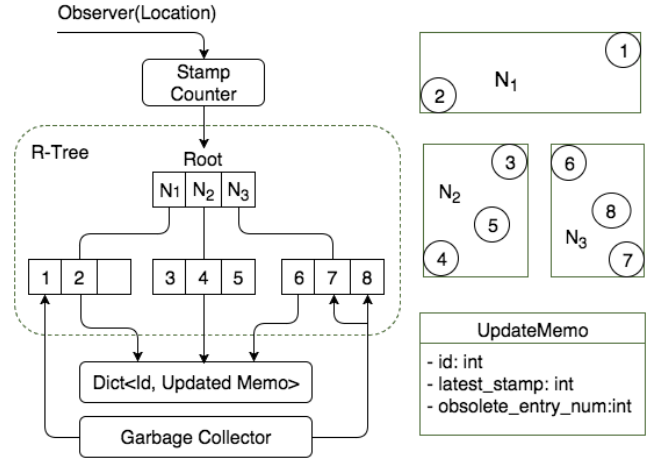 Observer(Location)
Stamp
Counter
R-Tree
Root
N1 N2 N3
1 2
3 4 5
6 7 8
Dict<Id, Updated Memo>
Garbage Collector
1
N1
2
3
N2
5
4
6
8
N3
7
UpdateMemo
- id: int
- latest_stamp: int
- obsolete_entry_num:int